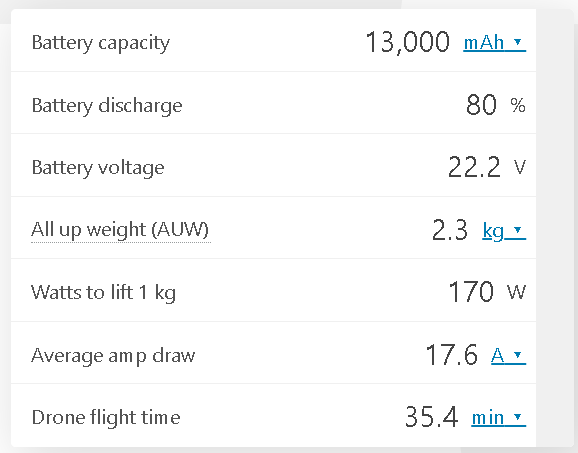 Battery capacity 13,000 mAh ▼
Battery discharge 80 %
Battery voltage 22.2 V
All up weight (AUW) 2.3 kg ▼
Watts to lift 1 kg 170 W
Average amp draw 17.6 A ▼
Drone flight time 35.4 min ▼